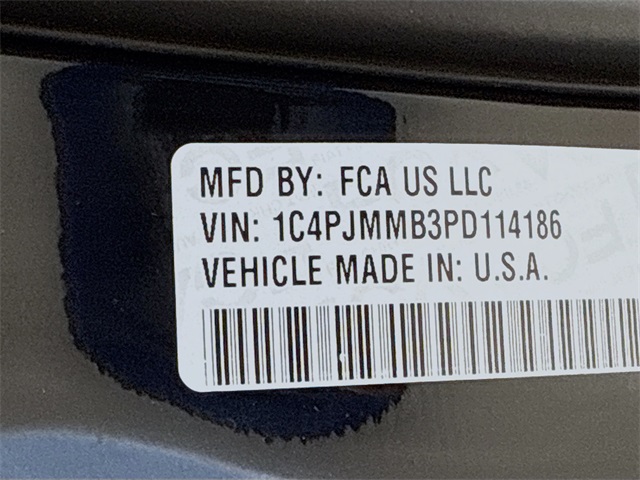 MFD BY: FCA US LLC
VIN: 1C4PJMMB3PD114186
VEHICLE MADE IN: U.S.A.